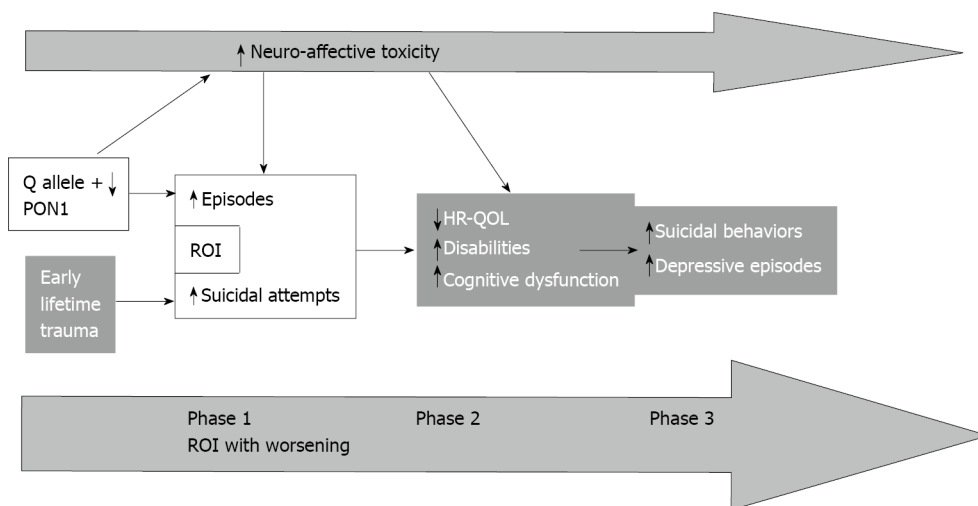 ↑ Neuro-affective toxicity
Q allele + ↓
PON1
↑ Episodes
ROI
↑ Suicidal attempts
Early
lifetime
trauma
↓ HR-QOL
↑ Disabilities
↑ Cognitive dysfunction
↑ Suicidal behaviors
↑ Depressive episodes
Phase 1
ROI with worsening
Phase 2
Phase 3